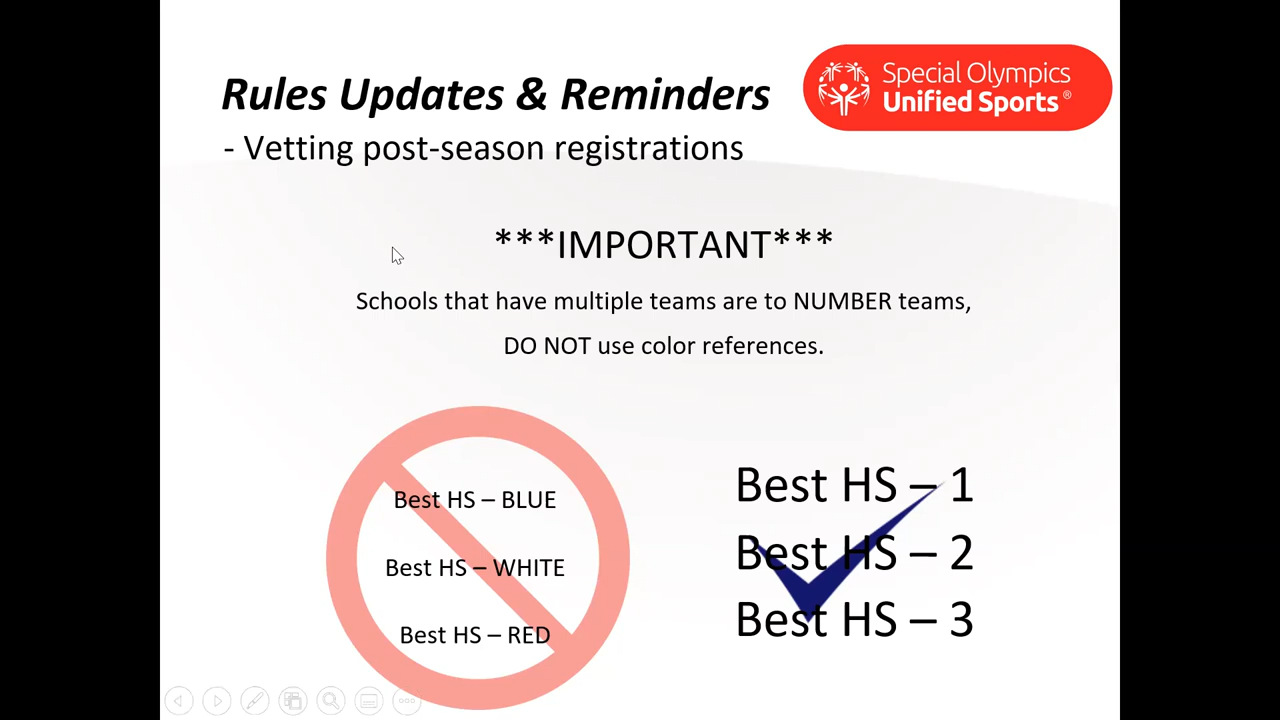 Rules Updates & Reminders
Special Olympics
Unified Sports®
- Vetting post-season registrations
***IMPORTANT***
Schools that have multiple teams are to NUMBER teams,
DO NOT use color references.
Best HS – BLUE
Best HS – WHITE
Best HS – RED
Best HS – 1
Best HS – 2
Best HS – 3